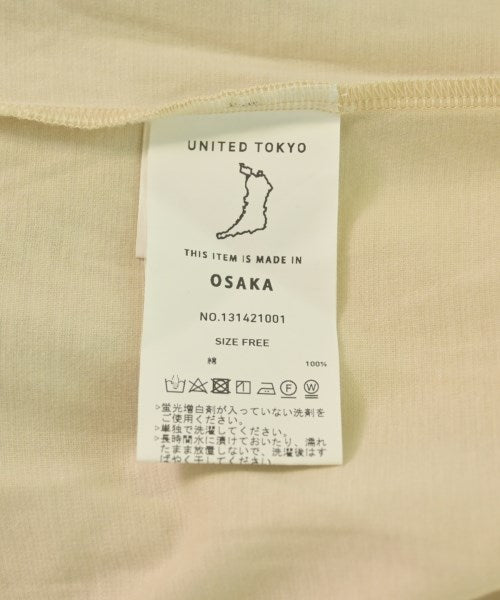 UNITED TOKYO
THIS ITEM IS MADE IN
OSAKA
NO.131421001
SIZE FREE
綿 100%
F W
>蛍光増白剤が入っていない洗剤を
ご使用ください。
>単独で洗濯してください。
>長時間水に漬けておいたり、濡れ
たまま放置しないで、洗濯後はす
ばやく干してください。